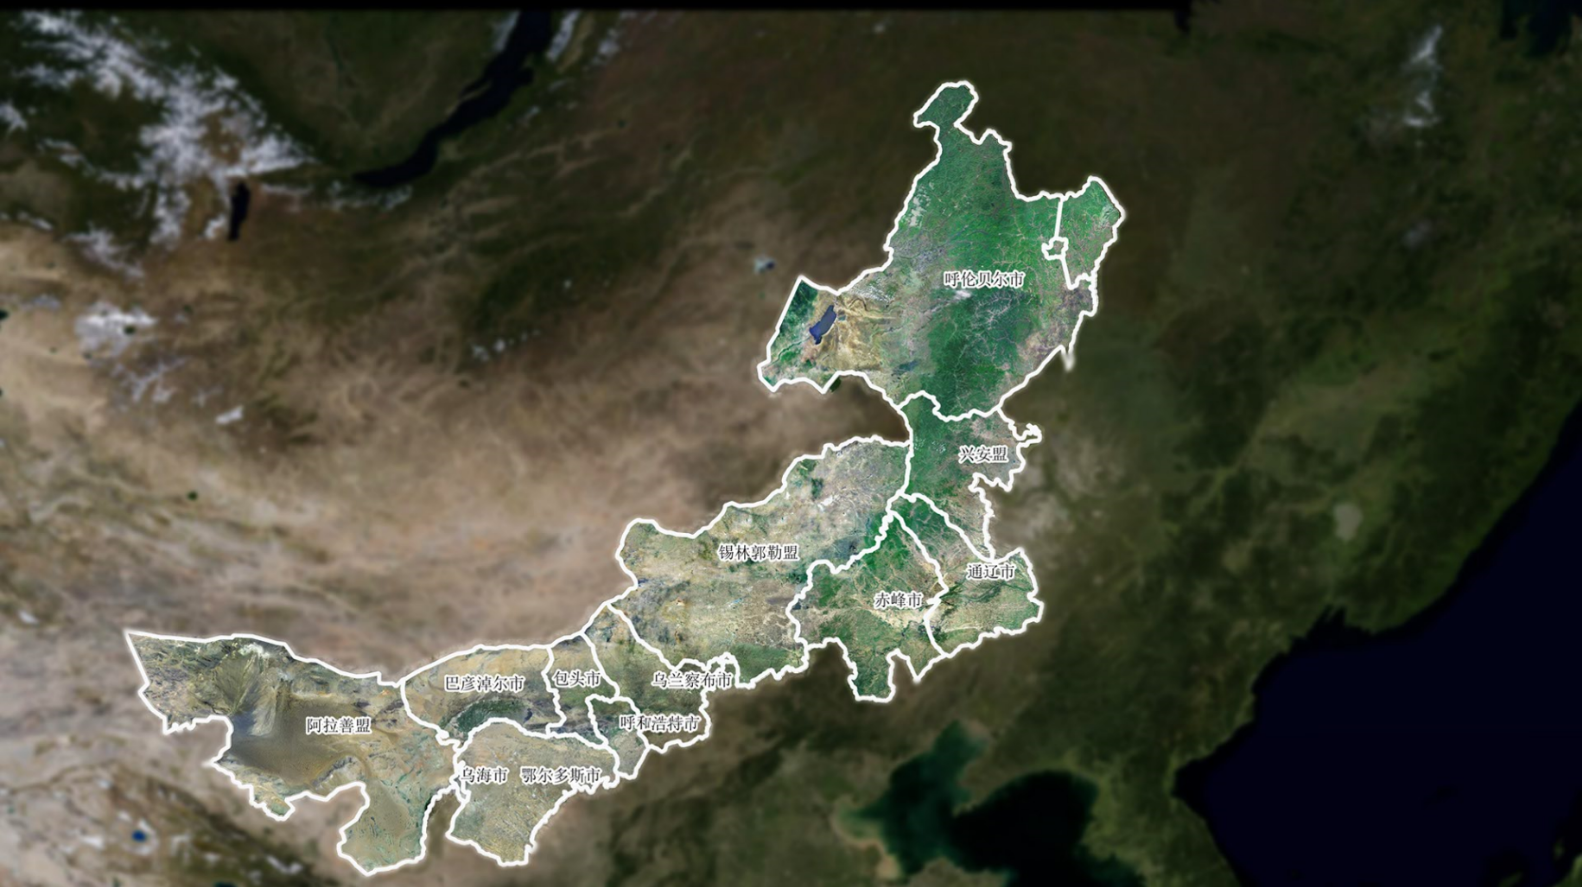 呼伦贝尔市
兴安盟
锡林郭勒盟
通辽市
赤峰市
巴彦淖尔市
包头市
乌兰察布市
阿拉善盟
呼和浩特市
乌海市
鄂尔多斯市